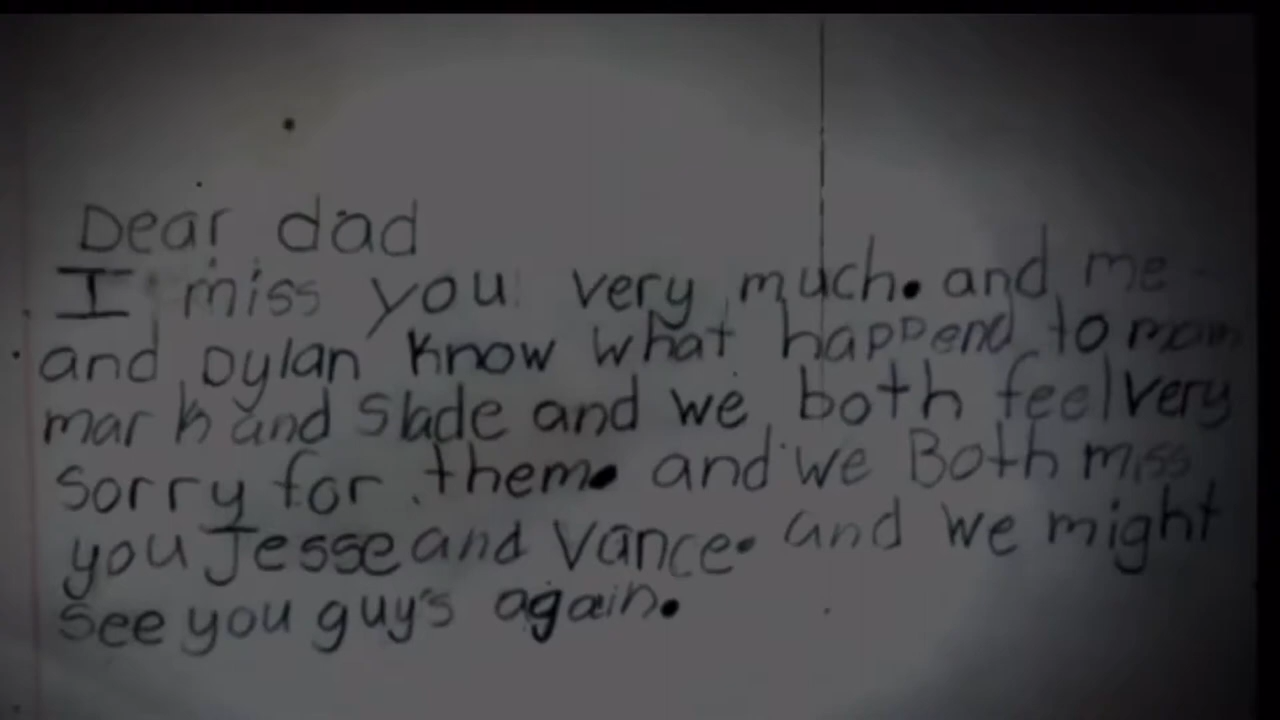 Dear dad
I miss you very much. and me
and Dylan know what happend to mom
mark and Slade and we both feel very
sorry for them. and we Both miss
you Jesse and Vance. and we might
see you guy's again.